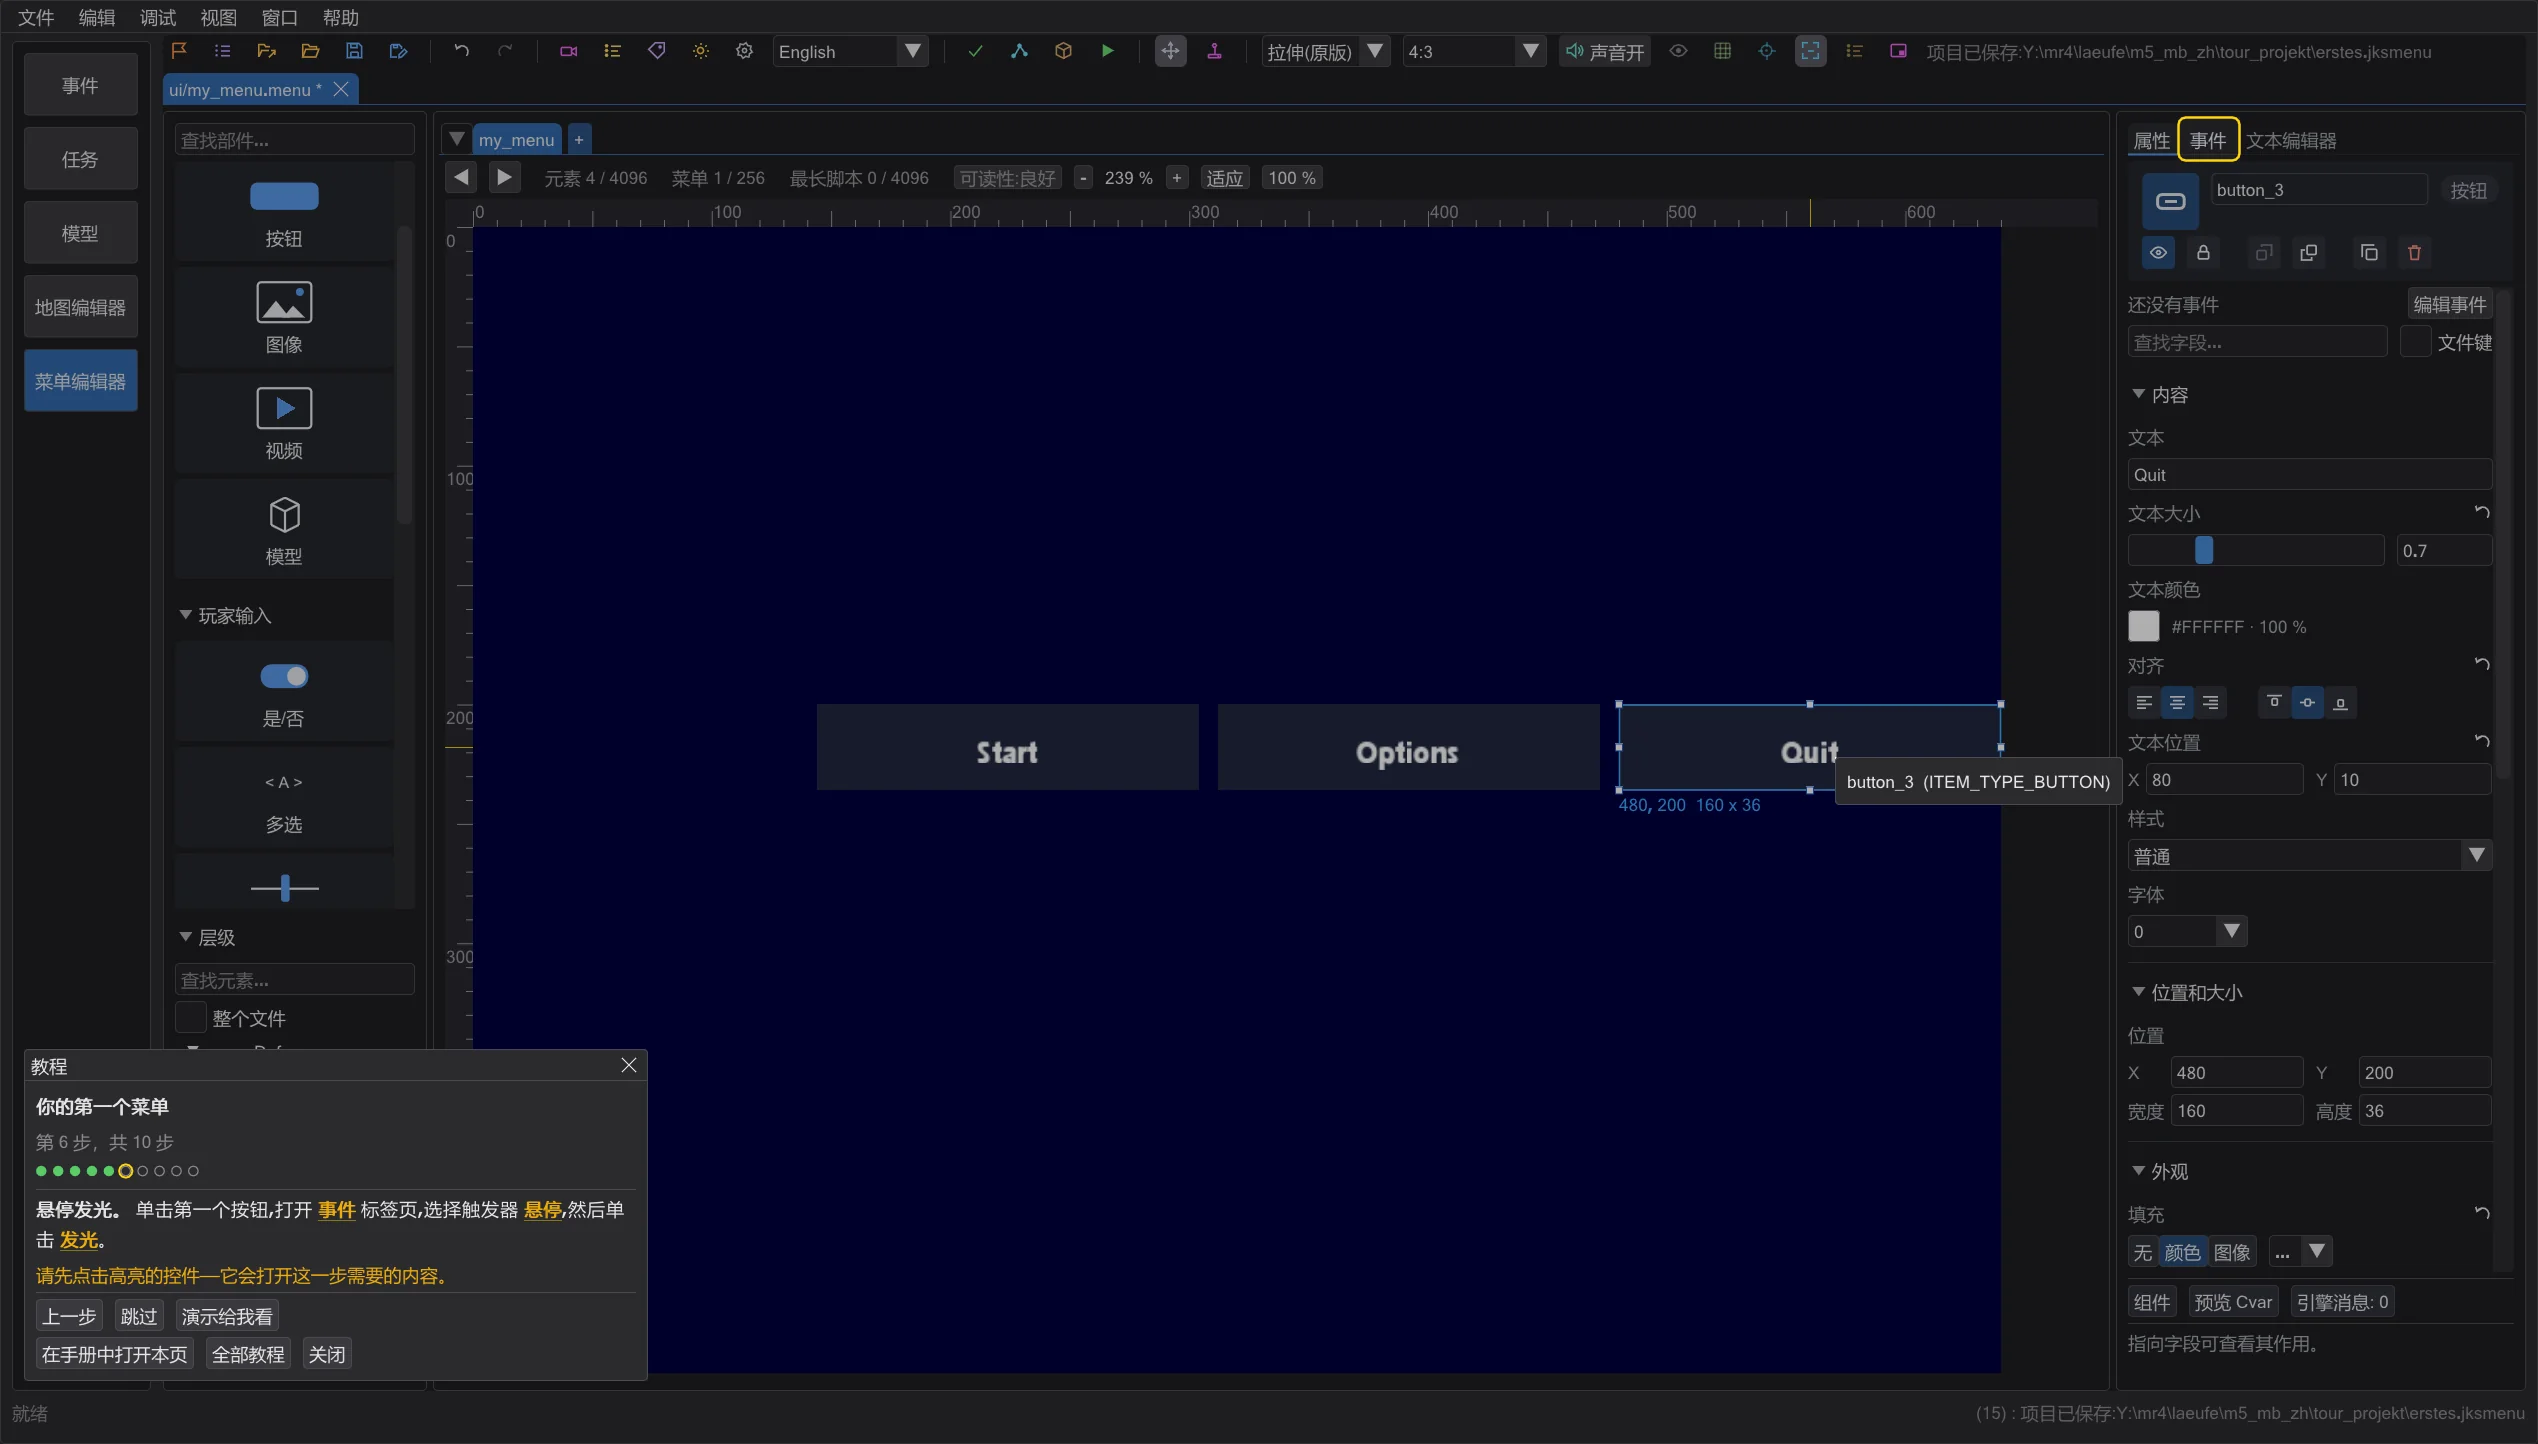 文件 编辑 调试 视图 窗口 帮助
English
拉伸(原版)
4:3
声音开
项目已保存:Y:\mr4\laeufe\m5_mb_zh\tour_projekt\erstes.jksmenu
事件
任务
模型
地图编辑器
菜单编辑器
ui/my_menu.menu *
查找部件...
按钮
图像
视频
模型
玩家输入
是/否
< A >
多选
层级
查找元素...
整个文件
my_menu +
元素 4 / 4096 菜单 1 / 256 最长脚本 0 / 4096 可读性:良好 - 239 % + 适应 100 %
0 100 200 300 400 500 600
0
100
200
300
Start
Options
Quit
480, 200 160 x 36
button_3 (ITEM_TYPE_BUTTON)
属性 事件 文本编辑器
button_3 按钮
还没有事件 编辑事件
查找字段... 文件键
内容
文本
Quit
文本大小
0.7
文本颜色
#FFFFFF · 100 %
对齐
文本位置
X 80 Y 10
样式
普通
字体
0
位置和大小
位置
X 480 Y 200
宽度 160 高度 36
外观
填充
无 颜色 图像 ...
组件 预览 Cvar 引擎消息: 0
指向字段可查看其作用。
教程
你的第一个菜单
第 6 步，共 10 步
悬停发光。 单击第一个按钮,打开 事件 标签页,选择触发器 悬停,然后单
击 发光。
请先点击高亮的控件—它会打开这一步需要的内容。
上一步 跳过 演示给我看
在手册中打开本页 全部教程 关闭
就绪
(15) : 项目已保存:Y:\mr4\laeufe\m5_mb_zh\tour_projekt\erstes.jksmenu